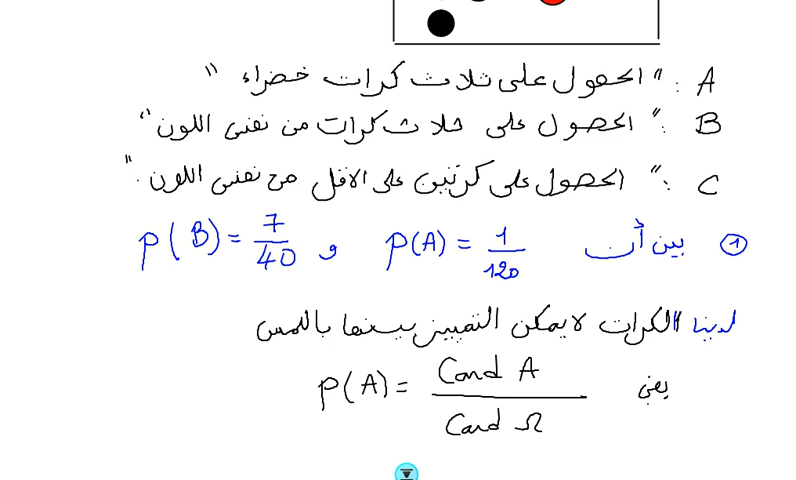 A : " الحصول على ثلاث كرات خضراء "
B : " الحصول على ثلاث كرات من نفس اللون "
C : " الحصول على كرتين على الاقل من نفس اللون . "
① بين أن P(A) = 1/120 و P(B) = 7/40
لدينا الكرات لا يمكن التمييز بينها باللمس
يعني P(A) = Card A / Card Ω